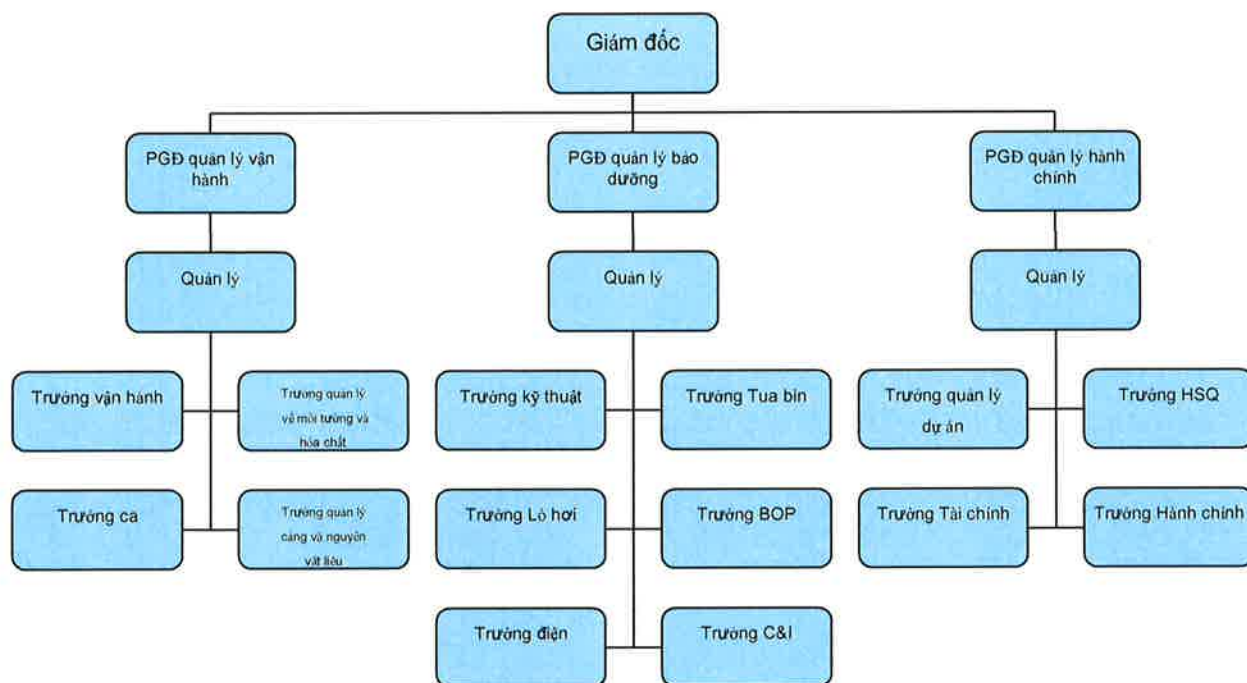 Giám đốc
PGĐ quản lý vận
hành
PGĐ quản lý bảo
dưỡng
PGĐ quản lý hành
chính
Quản lý
Quản lý
Quản lý
Trưởng vận hành
Trưởng quản lý
về môi tường và
hóa chất
Trưởng kỹ thuật
Trưởng Tua bin
Trưởng quản lý
dự án
Trưởng HSQ
Trưởng ca
Trưởng quản lý
cảng và nguyên
vật liệu
Trưởng Lò hơi
Trưởng BOP
Trưởng Tài chính
Trưởng Hành chính
Trưởng điện
Trưởng C&I